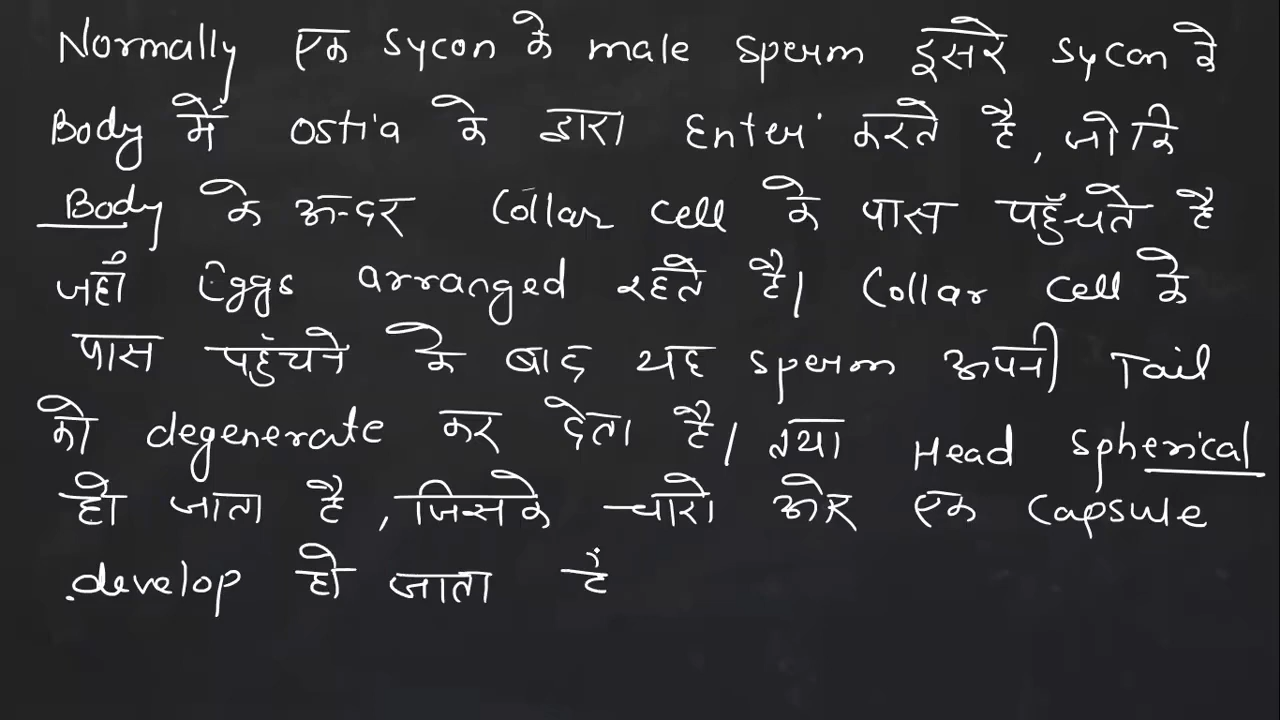 Normally एक sycon के male sperm दूसरे sycon के
Body में ostia के द्वारा Enter करते है, जो कि
Body के अन्दर Collar cell के पास पहुँचते है
जहाँ Eggs arranged रहते है। Collar cell के
पास पहुँचने के बाद यह sperm अपनी Tail
को degenerate कर देता है। तथा Head spherical
हो जाता है, जिसके चारो ओर एक Capsule
develop हो जाता है